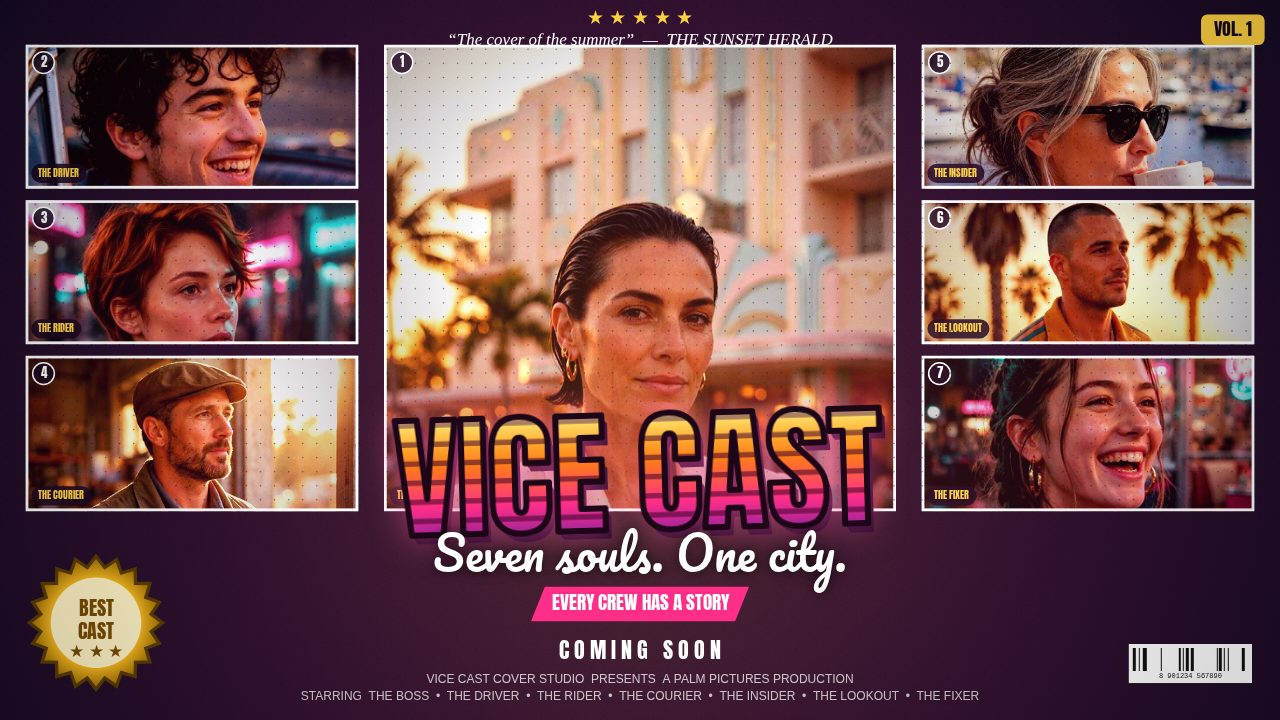 ★ ★ ★ ★ ★
“The cover of the summer” — THE SUNSET HERALD
VOL. 1
1
2
THE DRIVER
3
THE RIDER
4
THE COURIER
5
THE INSIDER
6
THE LOOKOUT
7
THE FIXER
VICE CAST
Seven souls. One city.
EVERY CREW HAS A STORY
COMING SOON
BEST
CAST
★ ★ ★
VICE CAST COVER STUDIO PRESENTS A PALM PICTURES PRODUCTION
STARRING THE BOSS • THE DRIVER • THE RIDER • THE COURIER • THE INSIDER • THE LOOKOUT • THE FIXER
8 901234 567890